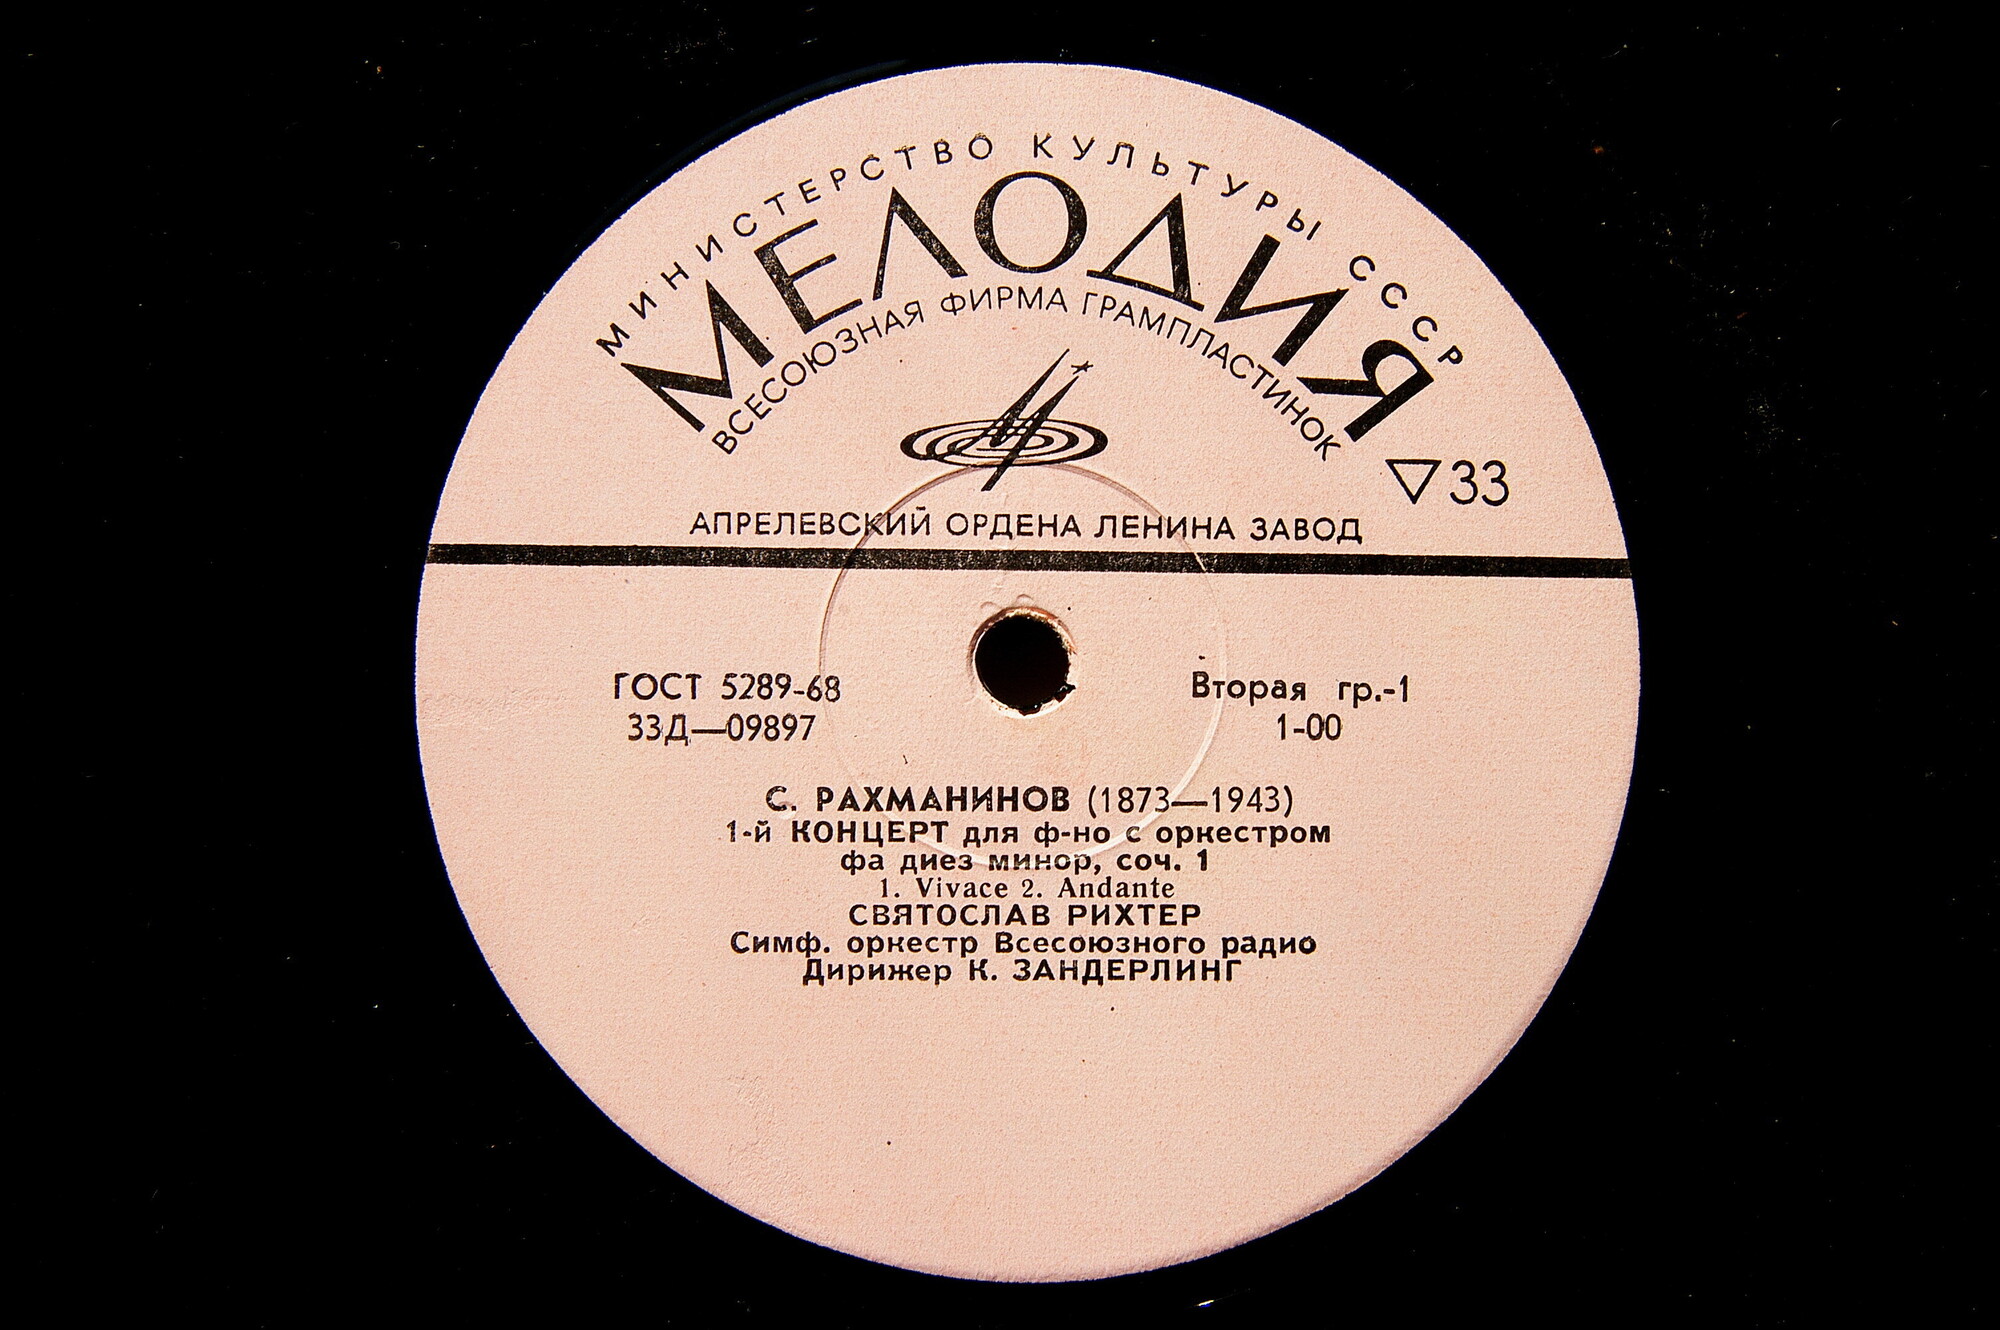 МИНИСТЕРСТВО КУЛЬТУРЫ СССР
МЕЛОДИЯ
ВСЕСОЮЗНАЯ ФИРМА ГРАМПЛАСТИНОК
33
АПРЕЛЕВСКИЙ ОРДЕНА ЛЕНИНА ЗАВОД
ГОСТ 5289-68
33Д—09897
Вторая гр.-1
1-00
С. РАХМАНИНОВ (1873—1943)
1-й КОНЦЕРТ для ф-но с оркестром
фа диез минор, соч. 1
1. Vivace 2. Andante
СВЯТОСЛАВ РИХТЕР
Симф. оркестр Всесоюзного радио
Дирижер К. ЗАНДЕРЛИНГ